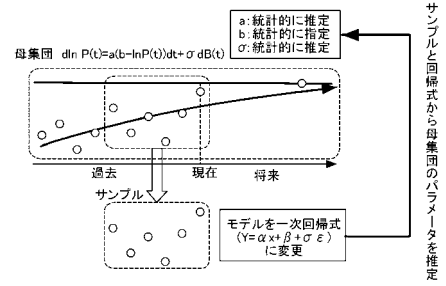 a:統計的に推定
b:統計的に指定
σ:統計的に推定
母集団 dln P(t)=a(b-lnP(t))dt+σdB(t)
過去
現在
将来
サンプル
モデルを一次回帰式
(Y=αx+β+σε)
に変更
サンプルと回帰式から母集団のパラメータを推定